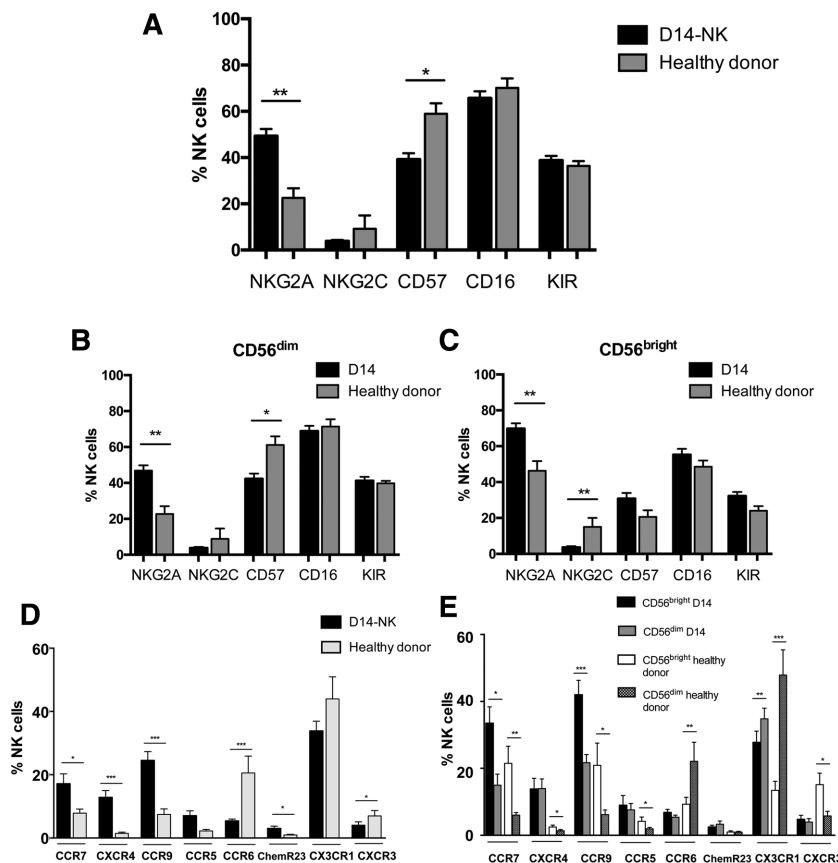 A
D14-NK
Healthy donor
% NK cells
100
80
60
40
20
0
**
*
NKG2A NKG2C CD57 CD16 KIR
B
CD56dim
D14
Healthy donor
% NK cells
100
80
60
40
20
0
**
*
NKG2A NKG2C CD57 CD16 KIR
C
CD56bright
D14
Healthy donor
% NK cells
100
80
60
40
20
0
**
**
NKG2A NKG2C CD57 CD16 KIR
D
D14-NK
Healthy donor
% NK cells
60
40
20
0
*
***
***
***
*
*
CCR7 CXCR4 CCR9 CCR5 CCR6 ChemR23 CX3CR1 CXCR3
E
CD56bright D14
CD56dim D14
CD56bright healthy
donor
CD56dim healthy
donor
% NK cells
60
40
20
0
*
**
*
***
*
*
**
**
***
*
CCR7 CXCR4 CCR9 CCR5 CCR6 ChemR23 CX3CR1 CXCR3